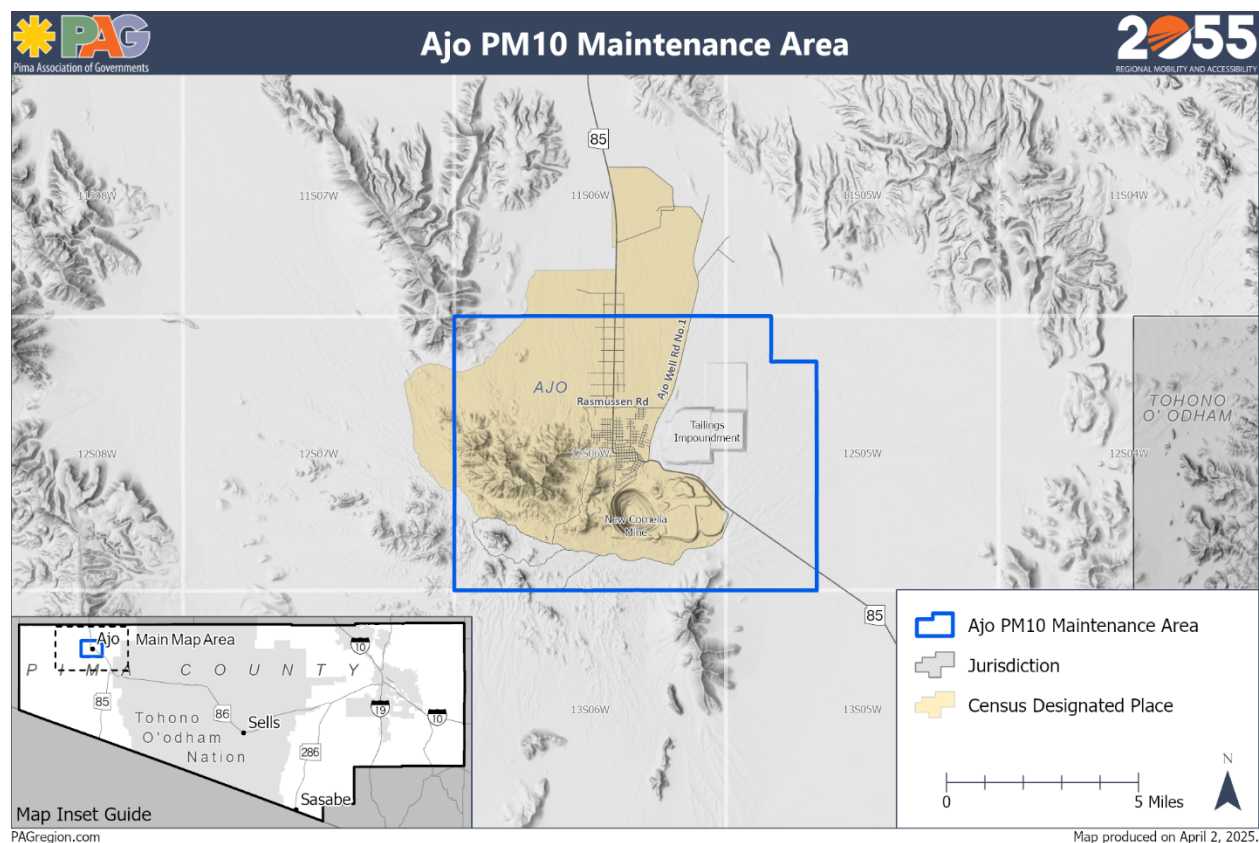 PAG
Pima Association of Governments
Ajo PM10 Maintenance Area
2055
REGIONAL MOBILITY AND ACCESSIBILITY
85
11S08W
11S07W
11S06W
11S05W
11S04W
Ajo Well Rd No.1
AJO
Rasmussen Rd
TOHONO
O' ODHAM
Tailings
Impoundment
12S08W
12S07W
12S06W
12S05W
12S04W
New Cornelia
Mine
85
13S06W
13S05W
Ajo PM10 Maintenance Area
Jurisdiction
Census Designated Place
N
0
5 Miles
Ajo
Main Map Area
10
PIMA COUNTY
85
86
19
10
Tohono
O'odham
Nation
Sells
286
Sasabe
Map Inset Guide
PAGregion.com
Map produced on April 2, 2025.